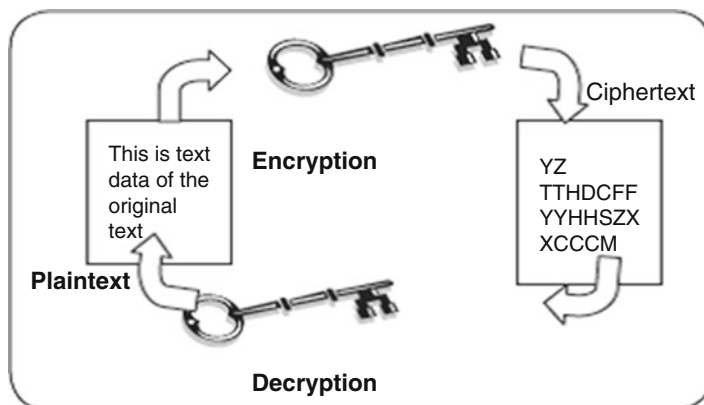 Ciphertext
This is text
data of the
original
text
Encryption
YZ
TTHDCFF
YYHHSZX
XCCCM
Plaintext
Decryption